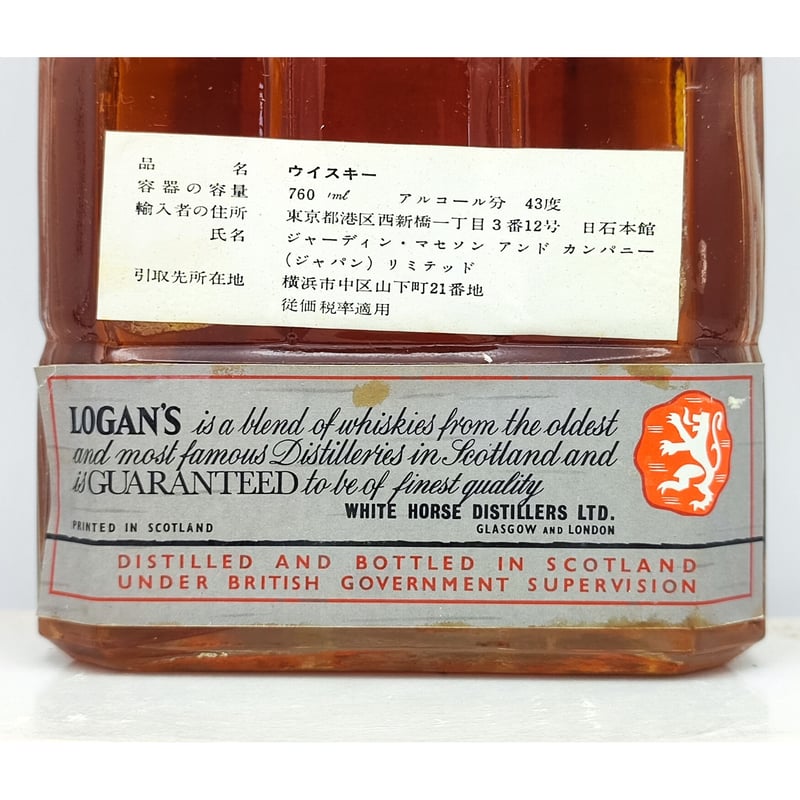 品名 ウイスキー
容器の容量 760 ml アルコール分 43度
輸入者の住所 東京都港区西新橋一丁目3番12号 日石本館
氏名 ジャーディン・マセソン アンド カンパニー
(ジャパン) リミテッド
引取先所在地 横浜市中区山下町21番地
従価税率適用
LOGAN'S is a blend of whiskies from the oldest
and most famous Distilleries in Scotland and
is GUARANTEED to be of finest quality
WHITE HORSE DISTILLERS LTD.
PRINTED IN SCOTLAND GLASGOW AND LONDON
DISTILLED AND BOTTLED IN SCOTLAND
UNDER BRITISH GOVERNMENT SUPERVISION